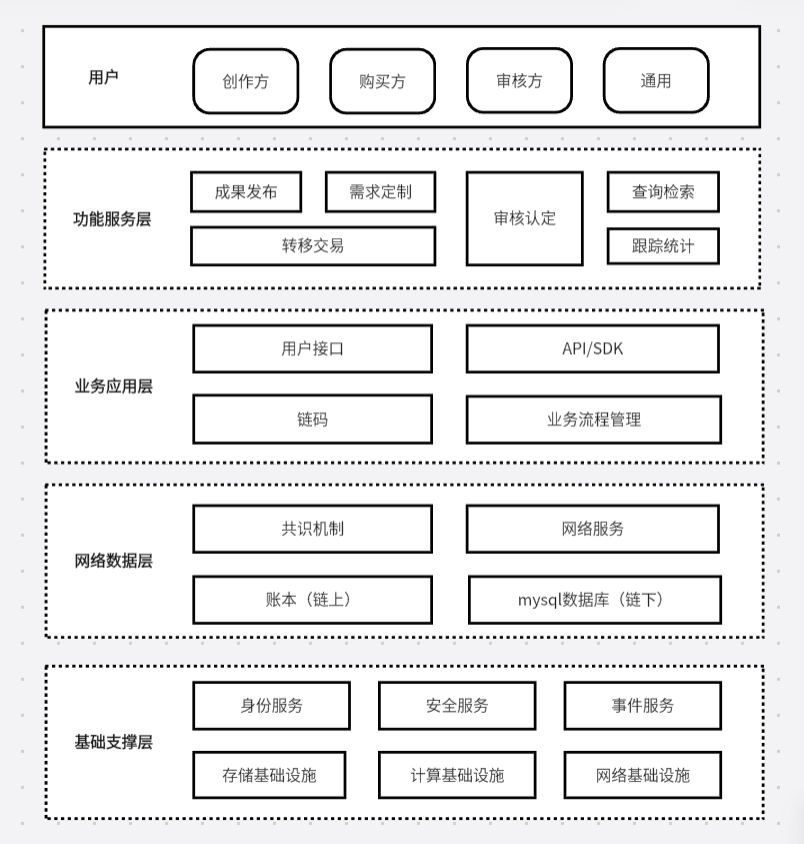 用户
创作方
购买方
审核方
通用
功能服务层
成果发布
需求定制
转移交易
审核认定
查询检索
跟踪统计
业务应用层
用户接口
API/SDK
链码
业务流程管理
网络数据层
共识机制
网络服务
账本（链上）
mysql数据库（链下）
基础支撑层
身份服务
安全服务
事件服务
存储基础设施
计算基础设施
网络基础设施